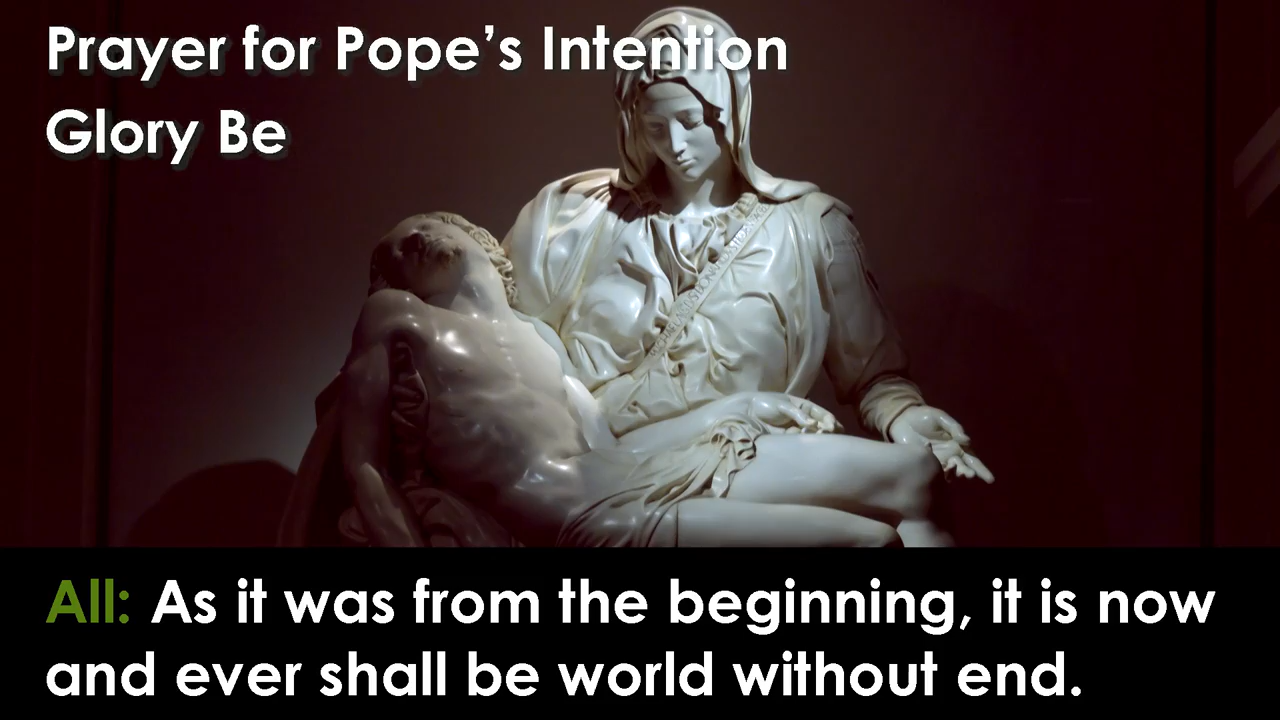 Prayer for Pope’s Intention
Glory Be
All: As it was from the beginning, it is now
and ever shall be world without end.